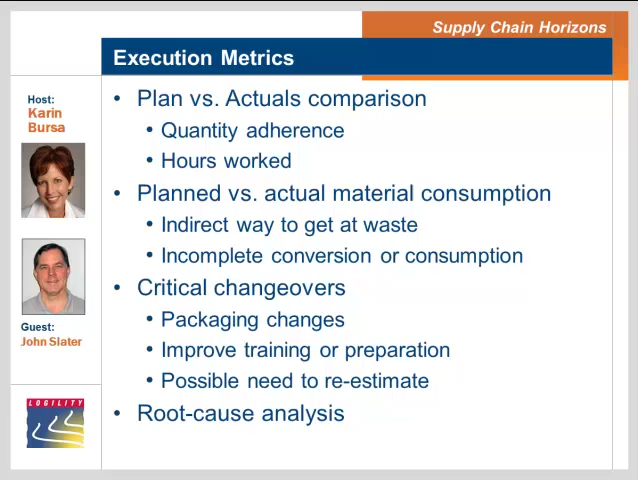 Supply Chain Horizons
Execution Metrics
Host:
Karin
Bursa
Guest:
John Slater
LOGILITY
• Plan vs. Actuals comparison
• Quantity adherence
• Hours worked
• Planned vs. actual material consumption
• Indirect way to get at waste
• Incomplete conversion or consumption
• Critical changeovers
• Packaging changes
• Improve training or preparation
• Possible need to re-estimate
• Root-cause analysis